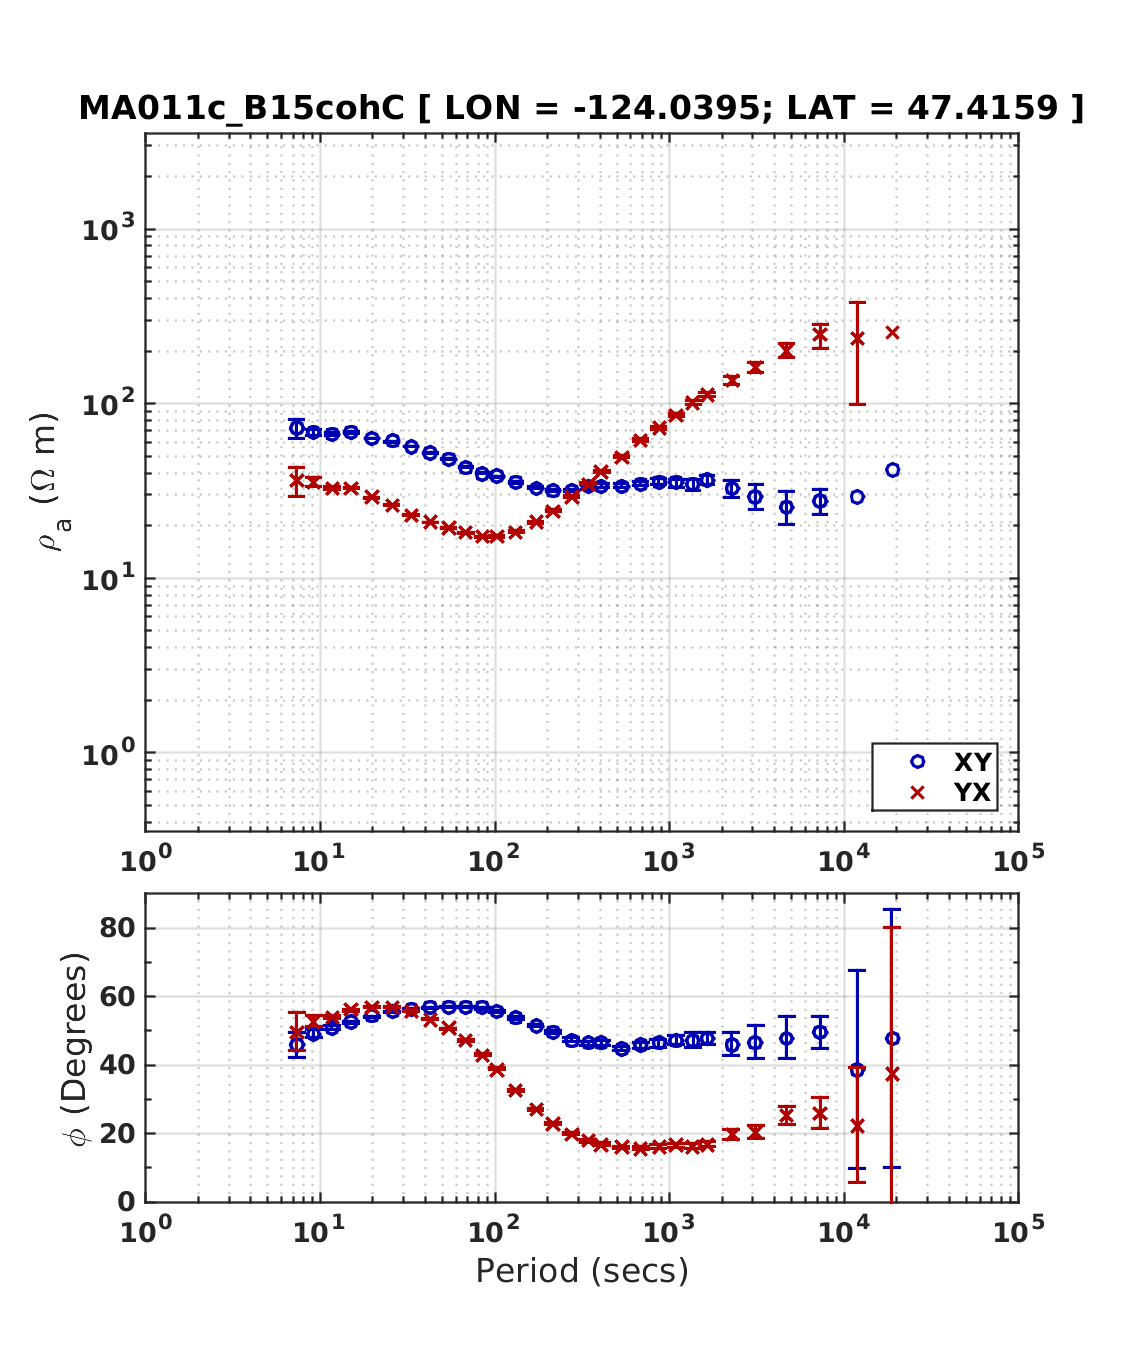 MA011c_B15cohC [ LON = -124.0395; LAT = 47.4159 ]
10³
10²
10¹
10⁰
ρₐ (Ω m)
XY
YX
10⁰ 10¹ 10² 10³ 10⁴ 10⁵
80
60
40
20
0
ϕ (Degrees)
10⁰ 10¹ 10² 10³ 10⁴ 10⁵
Period (secs)